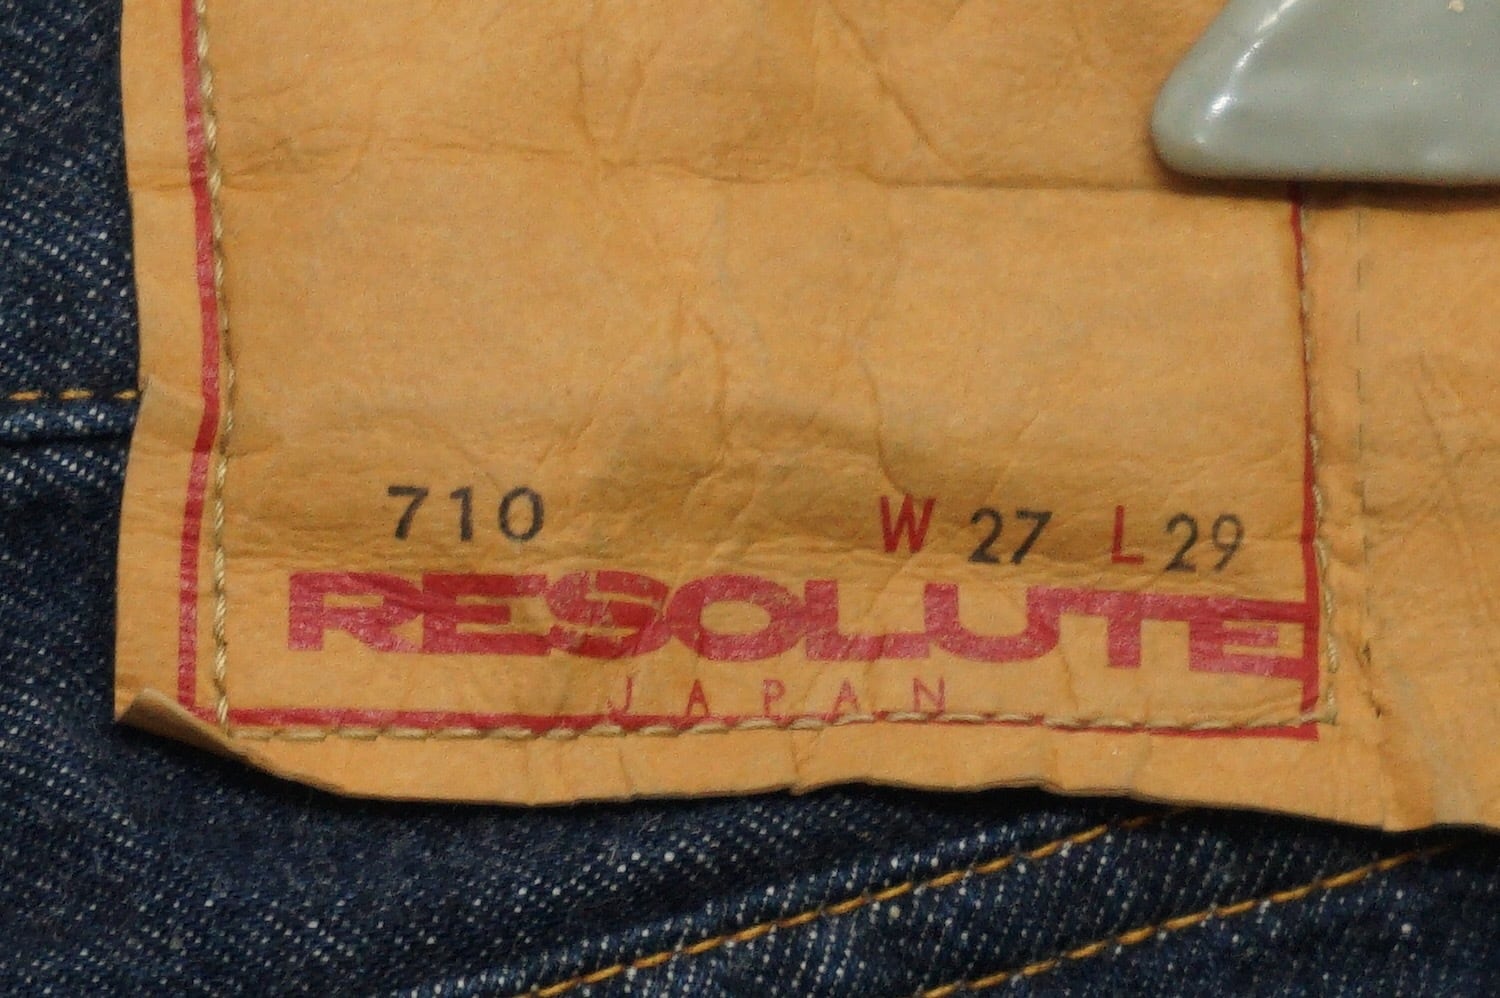 710 W 27 L 29
RESOLUTE
JAPAN